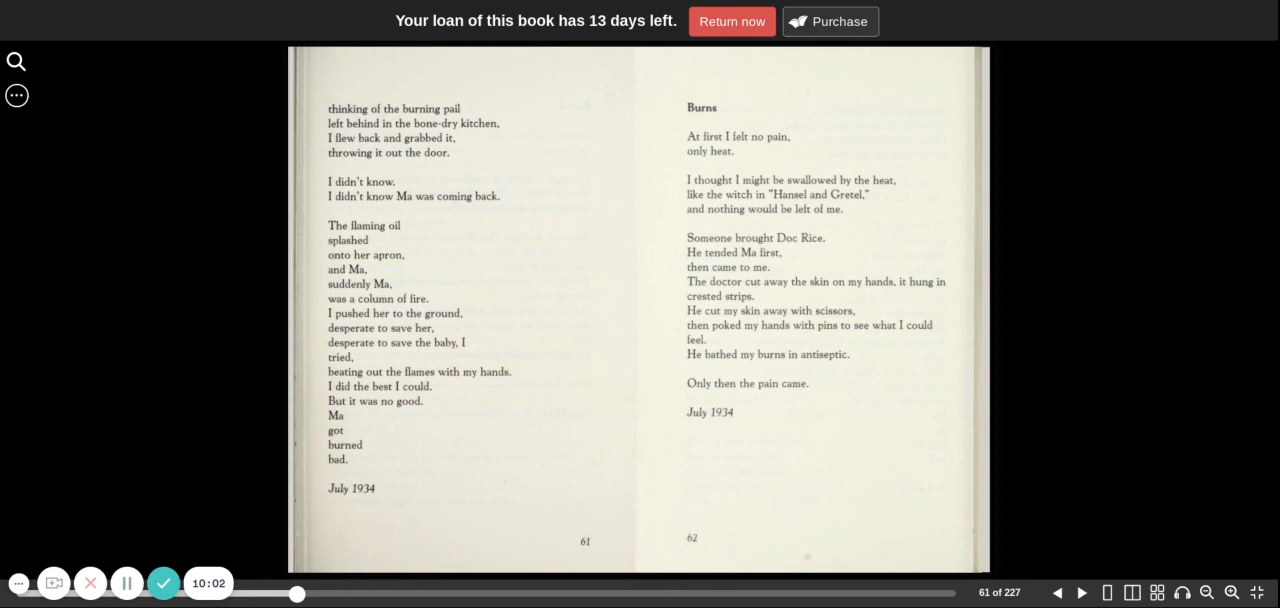 Your loan of this book has 13 days left. Return now Purchase
thinking of the burning pail
left behind in the bone-dry kitchen,
I flew back and grabbed it,
throwing it out the door.
I didn't know.
I didn't know Ma was coming back.
The flaming oil
splashed
onto her apron,
and Ma,
suddenly Ma,
was a column of fire.
I pushed her to the ground,
desperate to save her,
desperate to save the baby, I
tried,
beating out the flames with my hands.
I did the best I could.
But it was no good.
Ma
got
burned
bad.
July 1934
61
Burns
At first I felt no pain,
only heat.
I thought I might be swallowed by the heat,
like the witch in "Hansel and Gretel,"
and nothing would be left of me.
Someone brought Doc Rice.
He tended Ma first,
then came to me.
The doctor cut away the skin on my hands, it hung in
crested strips.
He cut my skin away with scissors,
then poked my hands with pins to see what I could
feel.
He bathed my burns in antiseptic.
Only then the pain came.
July 1934
62
10:02
61 of 227